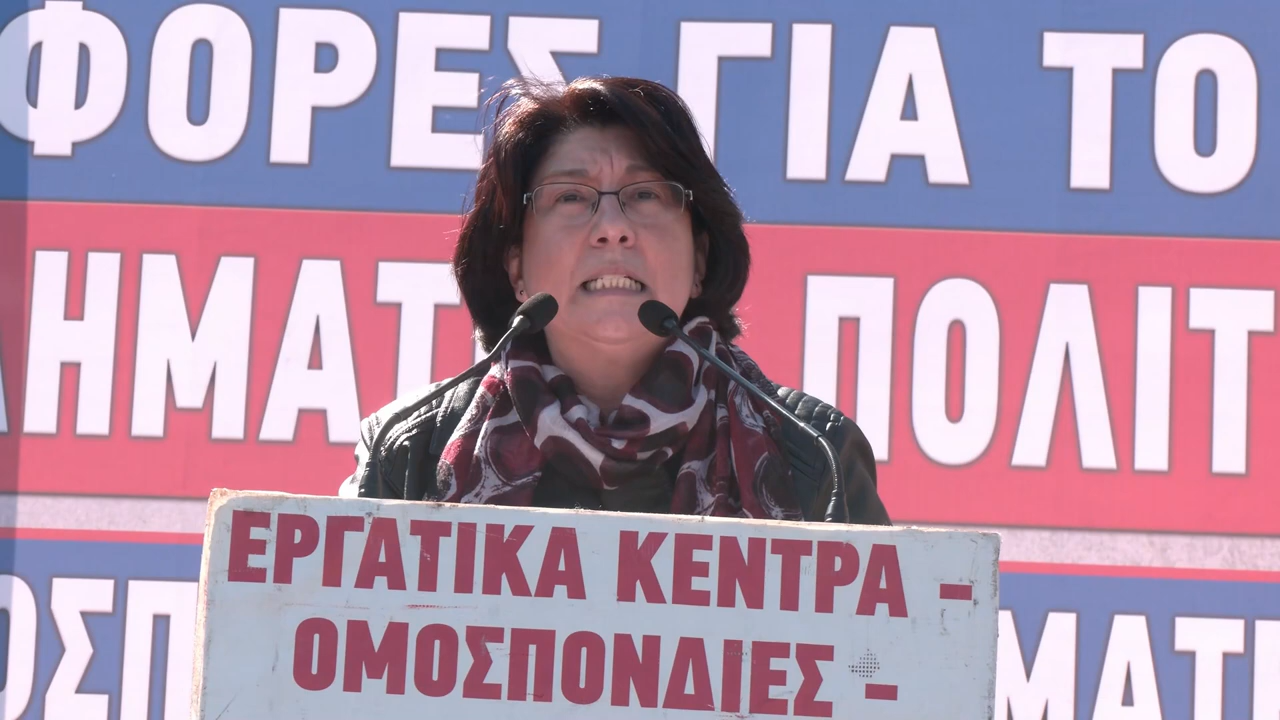 ΦΟΡΕΣ ΓΙΑ ΤΟ
ΗΜΑΤ ΠΟΛΙΤ
ΟΣΠ ΜΑΤ
ΕΡΓΑΤΙΚΑ ΚΕΝΤΡΑ -
ΟΜΟΣΠΟΝΔΙΕΣ -